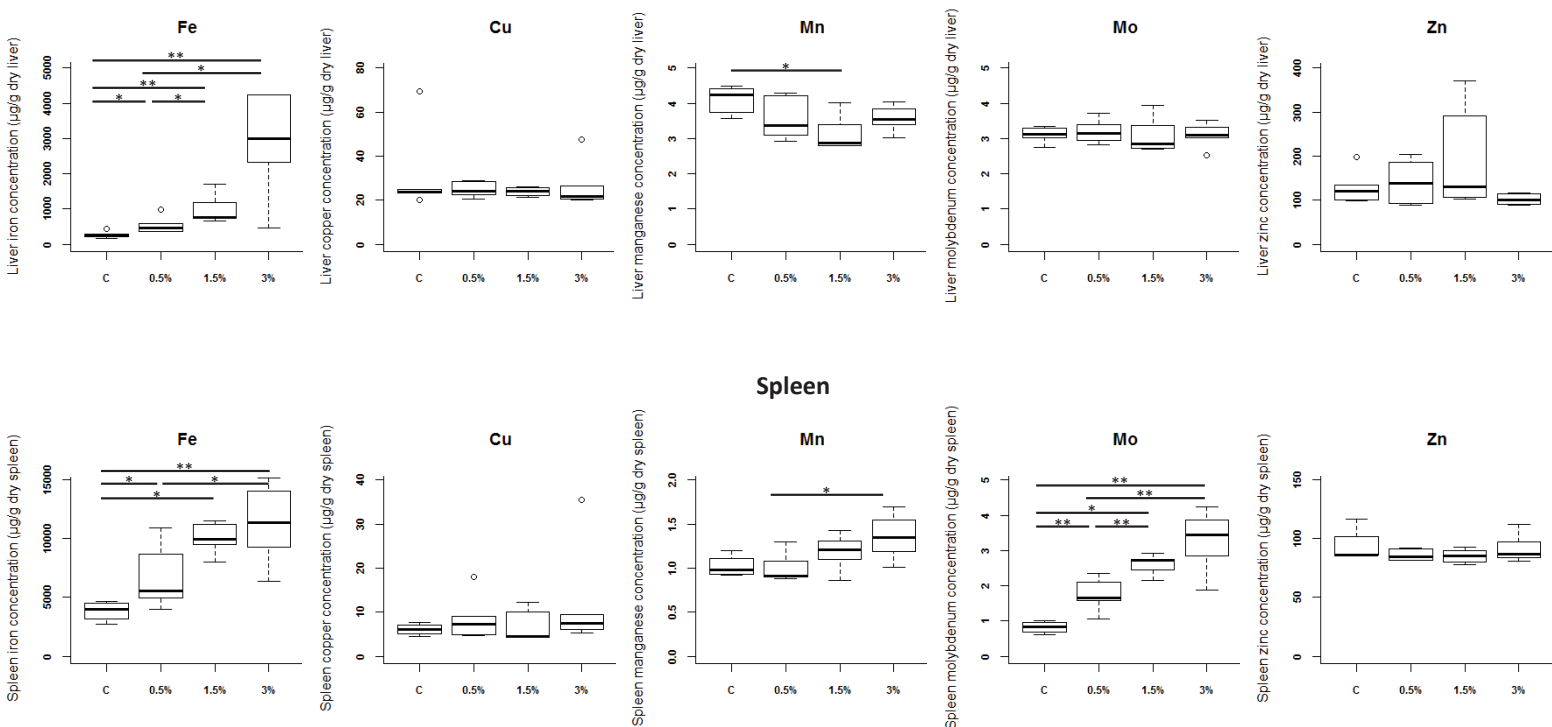 Fe
Liver iron concentration (µg/g dry liver)
0 1000 2000 3000 4000 5000
** * ** * *
C 0.5% 1.5% 3%
Cu
Liver copper concentration (µg/g dry liver)
0 20 40 60 80
C 0.5% 1.5% 3%
Mn
Liver manganese concentration (µg/g dry liver)
0 1 2 3 4 5
*
C 0.5% 1.5% 3%
Mo
Liver molybdenum concentration (µg/g dry liver)
0 1 2 3 4 5
C 0.5% 1.5% 3%
Zn
Liver zinc concentration (µg/g dry liver)
0 100 200 300 400
C 0.5% 1.5% 3%
Spleen
Fe
Spleen iron concentration (µg/g dry spleen)
0 5000 10000 15000
** * * *
C 0.5% 1.5% 3%
Cu
Spleen copper concentration (µg/g dry spleen)
0 10 20 30 40
C 0.5% 1.5% 3%
Mn
Spleen manganese concentration (µg/g dry spleen)
0.0 0.5 1.0 1.5 2.0
*
C 0.5% 1.5% 3%
Mo
Spleen molybdenum concentration (µg/g dry spleen)
0 1 2 3 4 5
** ** * ** **
C 0.5% 1.5% 3%
Zn
Spleen zinc concentration (µg/g dry spleen)
0 50 100 150
C 0.5% 1.5% 3%